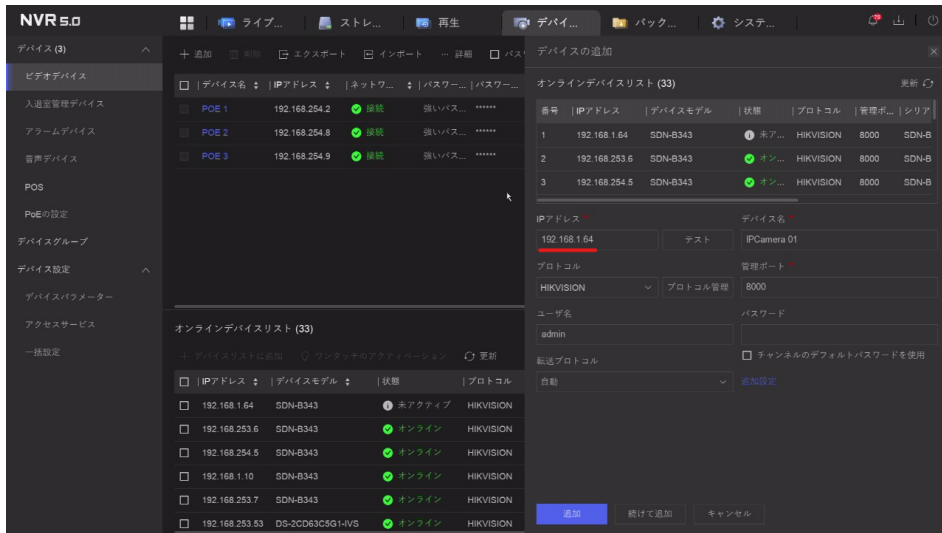 NVR 5.0
ライブ... ストレ... 再生 デバイ... バック... システ...
デバイス (3)
ビデオデバイス
入退室管理デバイス
アラームデバイス
音声デバイス
POS
PoEの設定
デバイスグループ
デバイス設定
デバイスパラメーター
アクセスサービス
一括設定
+ 追加 削除 エクスポート インポート ... 詳細 パス
|デバイス名 |IPアドレス |ネットワ... |パスワー... |パスワー...
POE 1 192.168.254.2 接続 強いパス... ******
POE 2 192.168.254.8 接続 強いパス... ******
POE 3 192.168.254.9 接続 強いパス... ******
オンラインデバイスリスト (33)
+ デバイスリストに追加 ワンタッチのアクティベーション 更新
|IPアドレス |デバイスモデル |状態 |プロトコル
192.168.1.64 SDN-B343 未アクティブ HIKVISION
192.168.253.6 SDN-B343 オンライン HIKVISION
192.168.254.5 SDN-B343 オンライン HIKVISION
192.168.1.10 SDN-B343 オンライン HIKVISION
192.168.253.7 SDN-B343 オンライン HIKVISION
192.168.253.53 DS-2CD63C5G1-IVS オンライン HIKVISION
デバイスの追加
オンラインデバイスリスト (33) 更新
番号 |IPアドレス |デバイスモデル |状態 |プロトコル |管理ポ... |シリア
1 192.168.1.64 SDN-B343 未ア... HIKVISION 8000 SDN-B
2 192.168.253.6 SDN-B343 オン... HIKVISION 8000 SDN-B
3 192.168.254.5 SDN-B343 オン... HIKVISION 8000 SDN-B
IPアドレス * デバイス名 *
192.168.1.64 テスト IPCamera 01
プロトコル 管理ポート *
HIKVISION プロトコル管理 8000
ユーザ名 パスワード
admin
転送プロトコル チャンネルのデフォルトパスワードを使用
自動 追加設定
追加 続けて追加 キャンセル